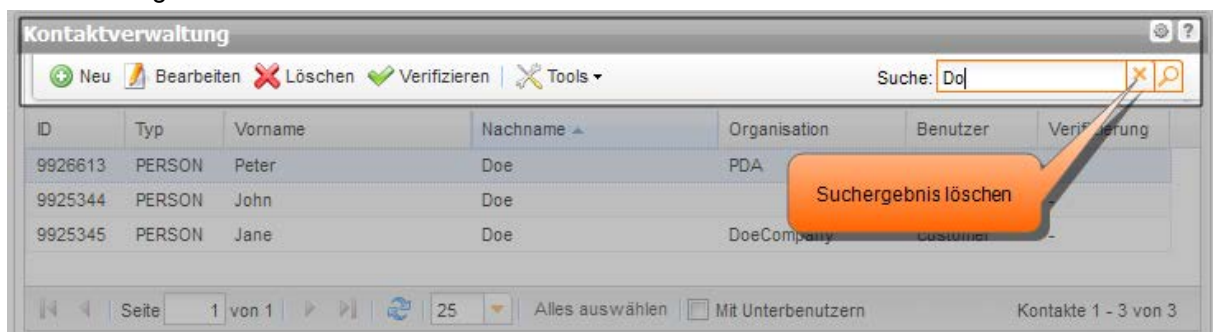 Kontaktverwaltung ?
Neu Bearbeiten Löschen Verifizieren Tools Suche: Do
ID Typ Vorname Nachname Organisation Benutzer Verifizierung
9926613 PERSON Peter Doe PDA
9925344 PERSON John Doe -
9925345 PERSON Jane Doe DoeCompany customer -
Suchergebnis löschen
Seite 1 von 1 25 Alles auswählen Mit Unterbenutzern Kontakte 1 - 3 von 3